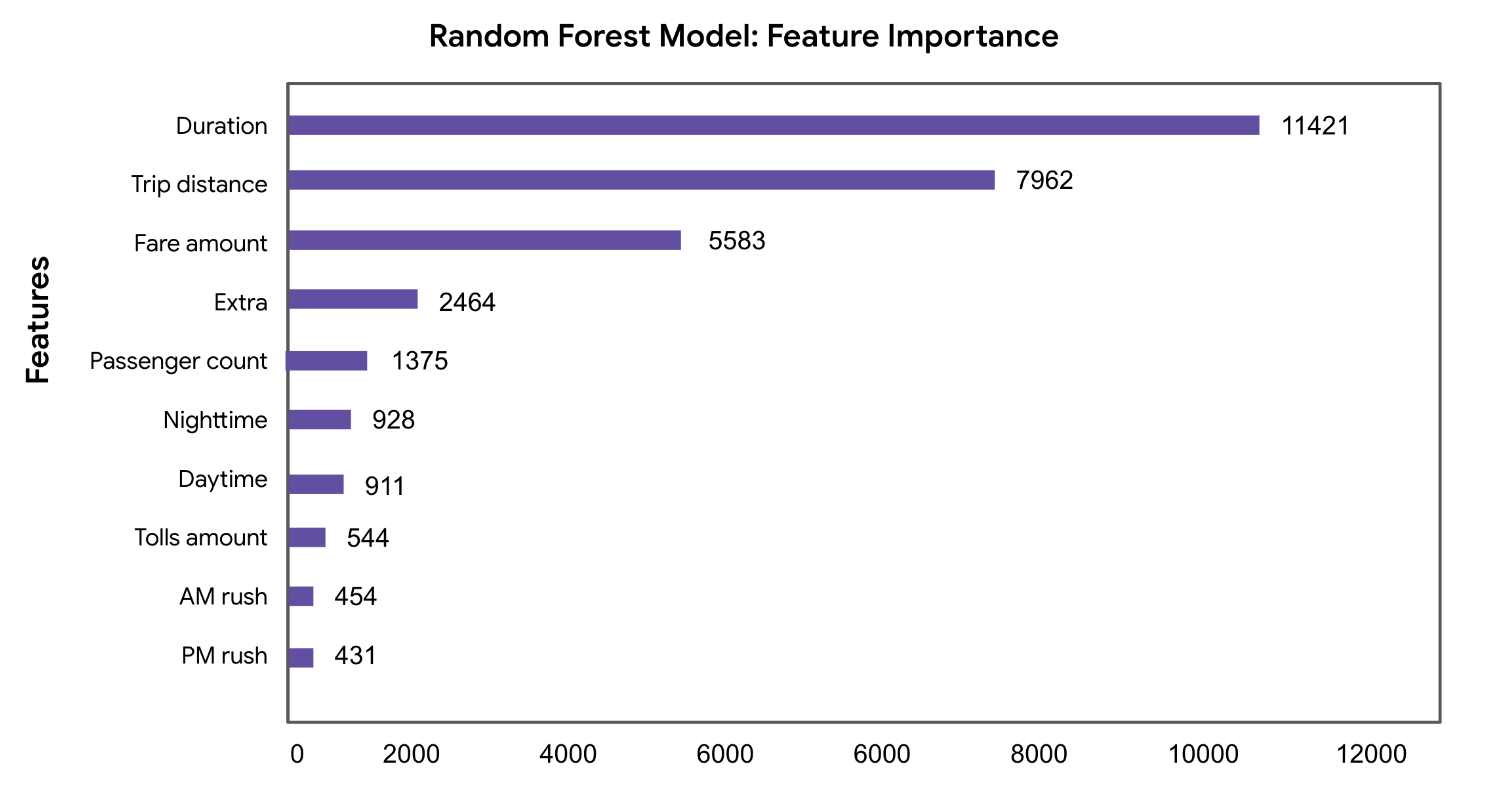 Random Forest Model: Feature Importance
Features
Duration 11421
Trip distance 7962
Fare amount 5583
Extra 2464
Passenger count 1375
Nighttime 928
Daytime 911
Tolls amount 544
AM rush 454
PM rush 431
0 2000 4000 6000 6000 8000 10000 12000